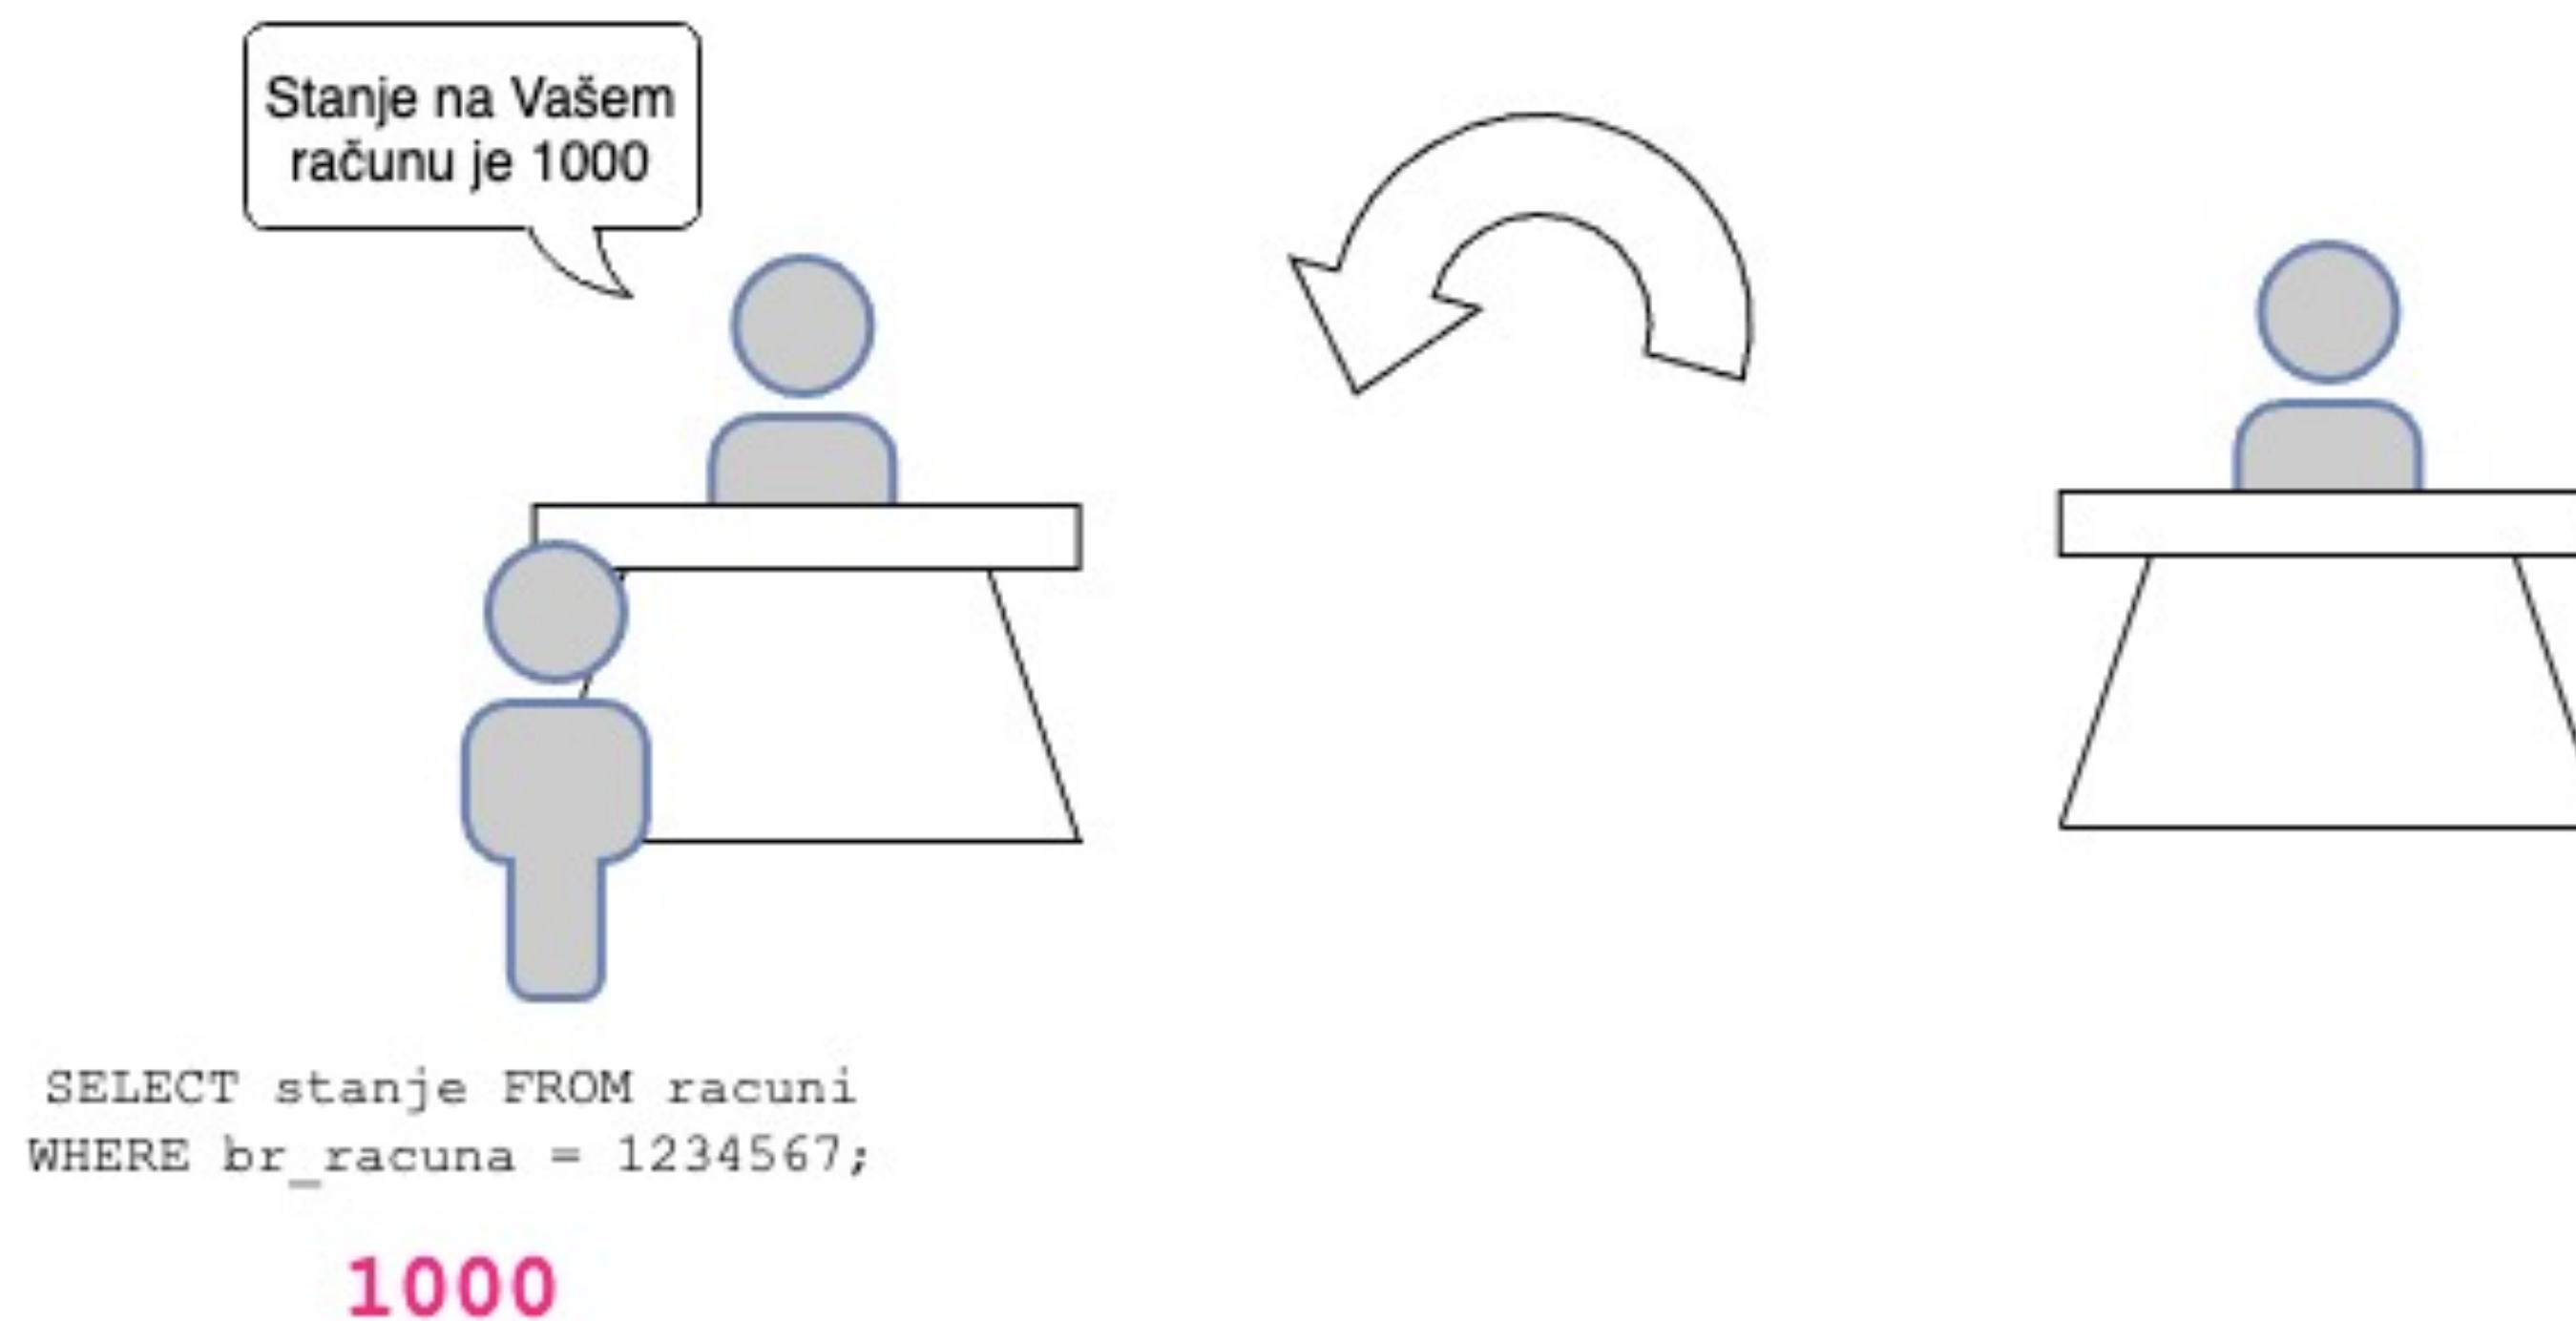 Stanje na Vašem
računu je 1000
SELECT stanje FROM racuni
WHERE br_racuna = 1234567;
1000